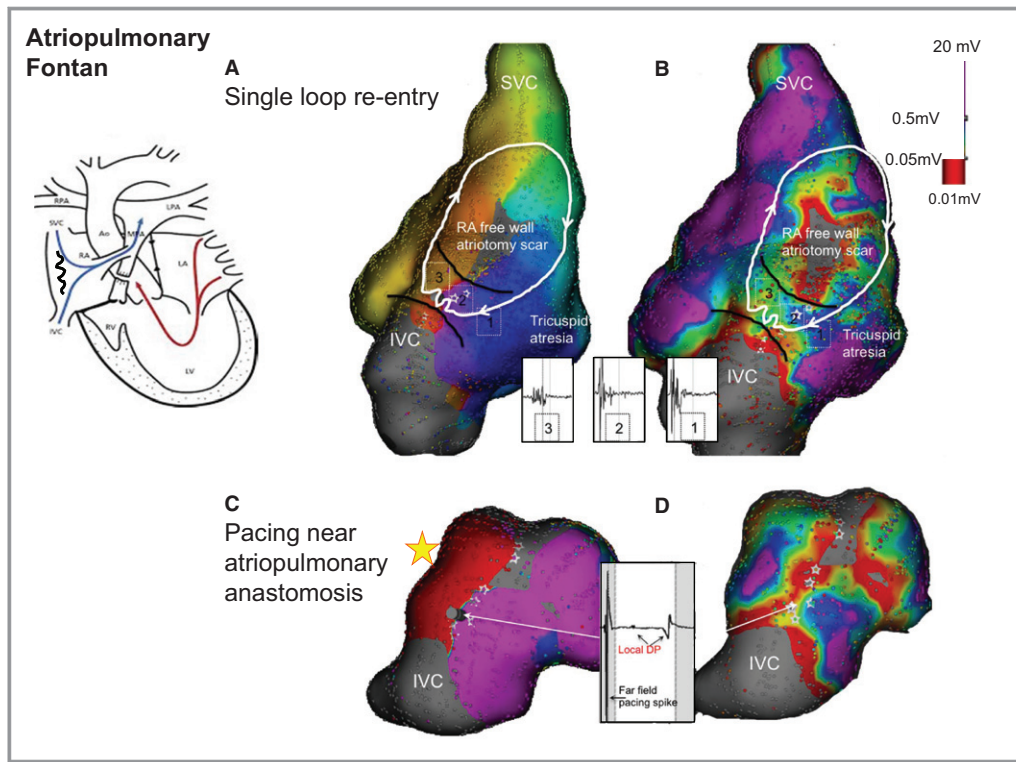 Atriopulmonary
Fontan
A
Single loop re-entry
SVC
RA free wall
atriotomy scar
3
2
1
IVC
Tricuspid
atresia
B
SVC
RA free wall
atriotomy scar
3
2
1
IVC
Tricuspid
atresia
20 mV
0.5mV
0.05mV
0.01mV
RPA
LPA
SVC
Ao
MPA
RA
LA
IVC
RV
LV
3
2
1
C
Pacing near
atriopulmonary
anastomosis
IVC
Local DP
Far field
pacing spike
D
IVC